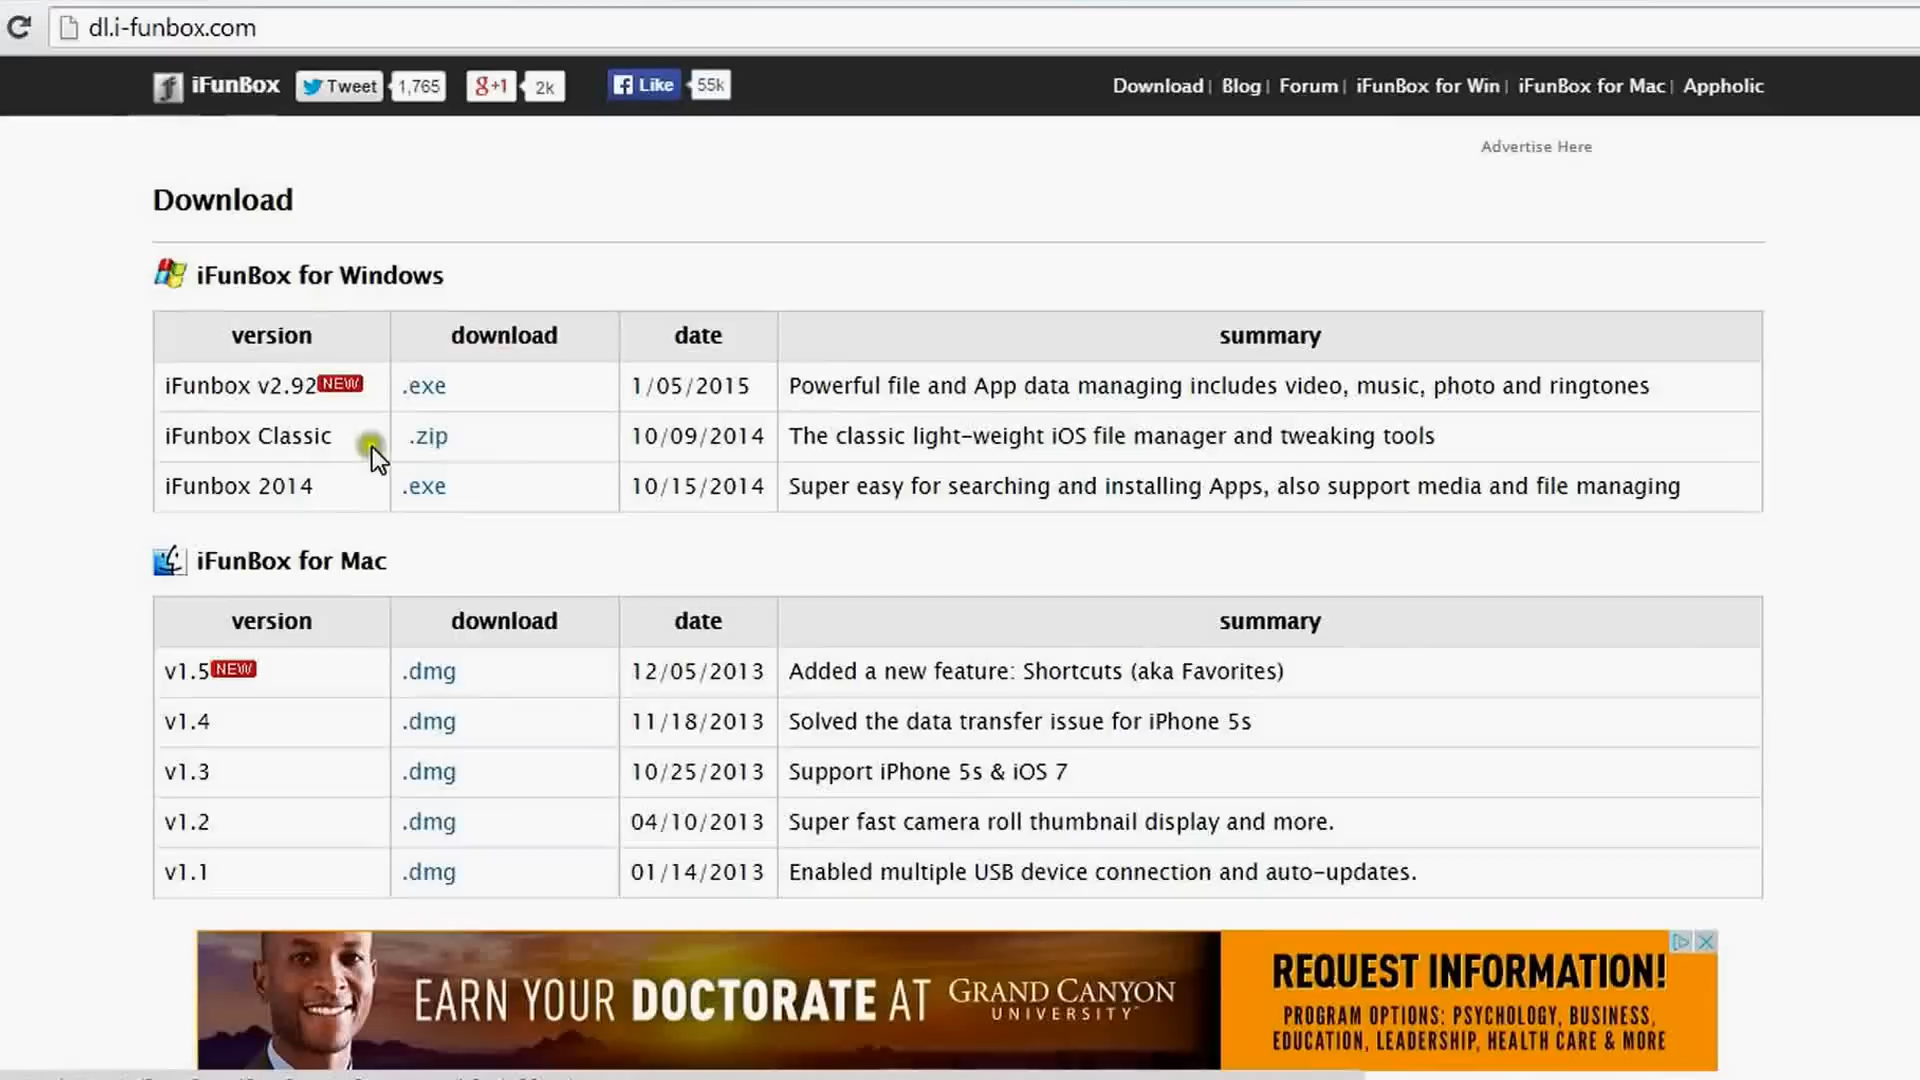 dl.i-funbox.com
iFunBox Tweet 1,765 g+1 2k Like 55k Download | Blog | Forum | iFunBox for Win | iFunBox for Mac | Appholic
Advertise Here
Download
iFunBox for Windows
version download date summary
iFunbox v2.92 NEW .exe 1/05/2015 Powerful file and App data managing includes video, music, photo and ringtones
iFunbox Classic .zip 10/09/2014 The classic light-weight iOS file manager and tweaking tools
iFunbox 2014 .exe 10/15/2014 Super easy for searching and installing Apps, also support media and file managing
iFunBox for Mac
version download date summary
v1.5 NEW .dmg 12/05/2013 Added a new feature: Shortcuts (aka Favorites)
v1.4 .dmg 11/18/2013 Solved the data transfer issue for iPhone 5s
v1.3 .dmg 10/25/2013 Support iPhone 5s & iOS 7
v1.2 .dmg 04/10/2013 Super fast camera roll thumbnail display and more.
v1.1 .dmg 01/14/2013 Enabled multiple USB device connection and auto-updates.
EARN YOUR DOCTORATE AT GRAND CANYON UNIVERSITY
REQUEST INFORMATION!
PROGRAM OPTIONS: PSYCHOLOGY, BUSINESS,
EDUCATION, LEADERSHIP, HEALTH CARE & MORE